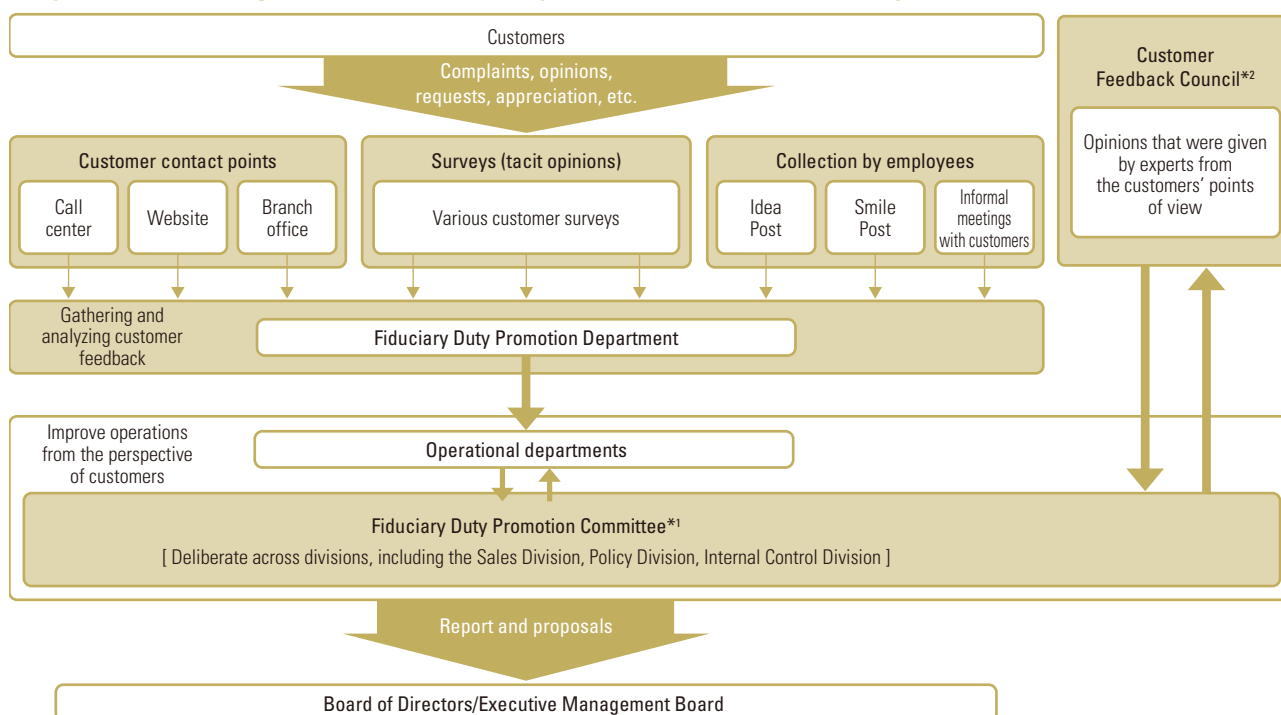 Customers
Complaints, opinions,
requests, appreciation, etc.
Customer
Feedback Council*2
Opinions that were given
by experts from
the customers' points
of view
Customer contact points
Call
center
Website
Branch
office
Surveys (tacit opinions)
Various customer surveys
Collection by employees
Idea
Post
Smile
Post
Informal
meetings
with customers
Gathering and
analyzing customer
feedback
Fiduciary Duty Promotion Department
Improve operations
from the perspective
of customers
Operational departments
Fiduciary Duty Promotion Committee*1
[ Deliberate across divisions, including the Sales Division, Policy Division, Internal Control Division ]
Report and proposals
Board of Directors/Executive Management Board